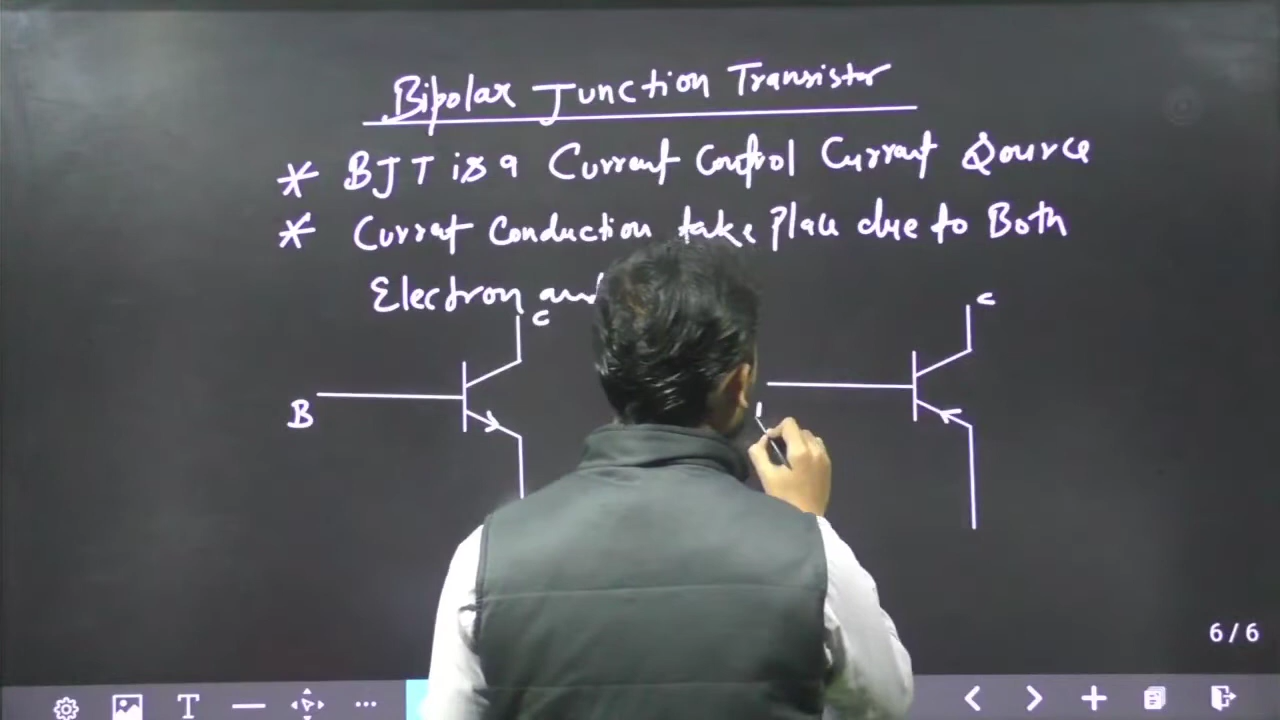 Bipolar Junction Transistor
* BJT is a Current Control Current Source
* Current Conduction take Place due to Both
Electron and
C
C
B
6/6
T